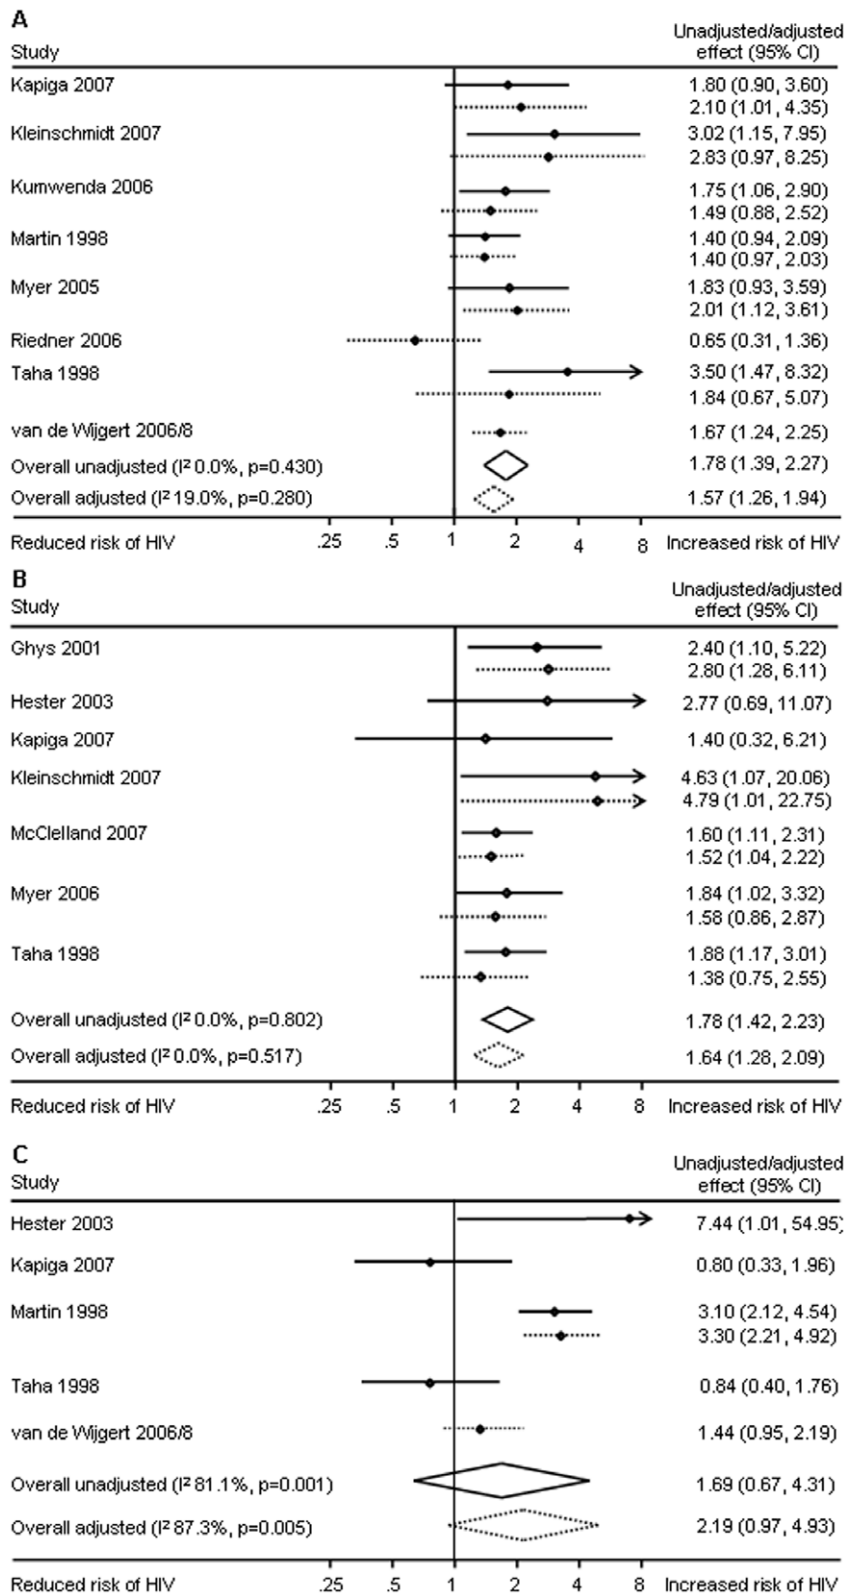 A
Unadjusted/adjusted
Study effect (95% CI)
Kapiga 2007 1.80 (0.90, 3.60)
2.10 (1.01, 4.35)
Kleinschmidt 2007 3.02 (1.15, 7.95)
2.83 (0.97, 8.25)
Kumwenda 2006 1.75 (1.06, 2.90)
1.49 (0.88, 2.52)
Martin 1998 1.40 (0.94, 2.09)
1.40 (0.97, 2.03)
Myer 2005 1.83 (0.93, 3.59)
2.01 (1.12, 3.61)
Riedner 2006 0.65 (0.31, 1.36)
Taha 1998 3.50 (1.47, 8.32)
1.84 (0.67, 5.07)
van de Wijgert 2006/8 1.67 (1.24, 2.25)
Overall unadjusted (I² 0.0%, p=0.430) 1.78 (1.39, 2.27)
Overall adjusted (I² 19.0%, p=0.280) 1.57 (1.26, 1.94)
Reduced risk of HIV .25 .5 1 2 4 8 Increased risk of HIV
B
Unadjusted/adjusted
Study effect (95% CI)
Ghys 2001 2.40 (1.10, 5.22)
2.80 (1.28, 6.11)
Hester 2003 2.77 (0.69, 11.07)
Kapiga 2007 1.40 (0.32, 6.21)
Kleinschmidt 2007 4.63 (1.07, 20.06)
4.79 (1.01, 22.75)
McClelland 2007 1.60 (1.11, 2.31)
1.52 (1.04, 2.22)
Myer 2006 1.84 (1.02, 3.32)
1.58 (0.86, 2.87)
Taha 1998 1.88 (1.17, 3.01)
1.38 (0.75, 2.55)
Overall unadjusted (I² 0.0%, p=0.802) 1.78 (1.42, 2.23)
Overall adjusted (I² 0.0%, p=0.517) 1.64 (1.28, 2.09)
Reduced risk of HIV .25 .5 1 2 4 8 Increased risk of HIV
C
Unadjusted/adjusted
Study effect (95% CI)
Hester 2003 7.44 (1.01, 54.95)
Kapiga 2007 0.80 (0.33, 1.96)
Martin 1998 3.10 (2.12, 4.54)
3.30 (2.21, 4.92)
Taha 1998 0.84 (0.40, 1.76)
van de Wijgert 2006/8 1.44 (0.95, 2.19)
Overall unadjusted (I² 81.1%, p=0.001) 1.69 (0.67, 4.31)
Overall adjusted (I² 87.3%, p=0.005) 2.19 (0.97, 4.93)
Reduced risk of HIV .25 .5 1 2 4 8 Increased risk of HIV